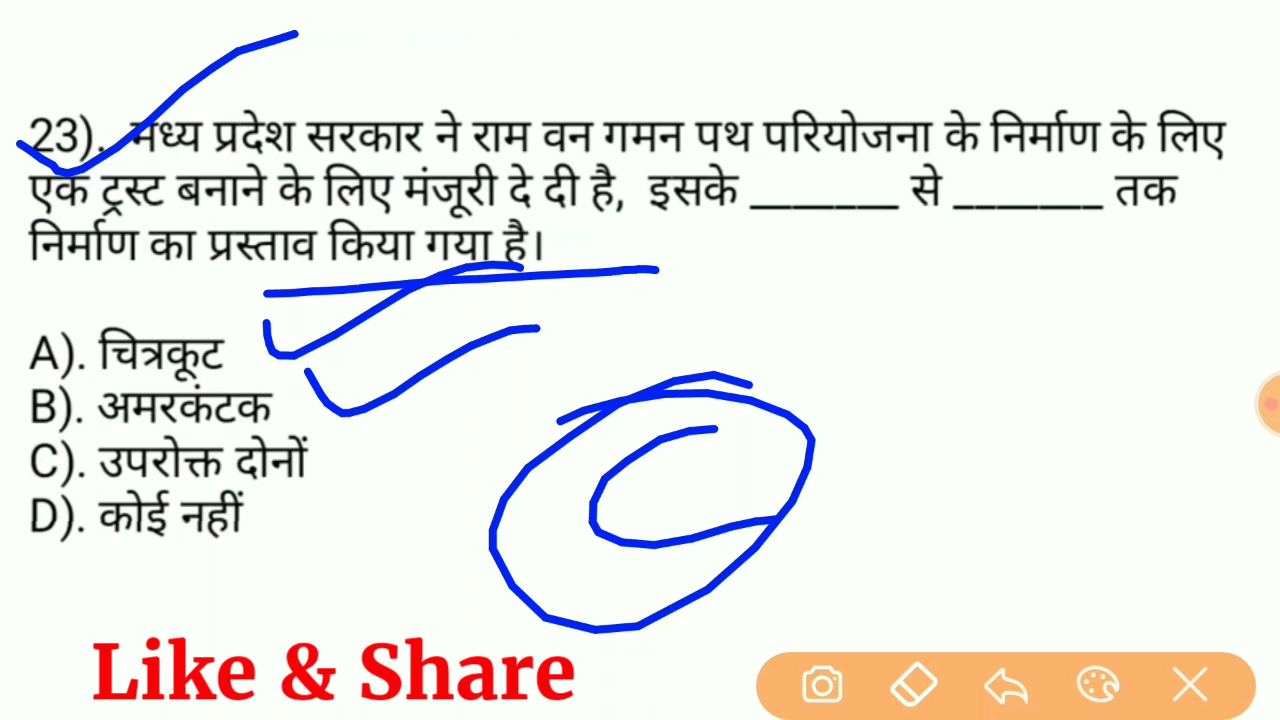 23). मध्य प्रदेश सरकार ने राम वन गमन पथ परियोजना के निर्माण के लिए
एक ट्रस्ट बनाने के लिए मंजूरी दे दी है, इसके _______ से _______ तक
निर्माण का प्रस्ताव किया गया है।
A). चित्रकूट
B). अमरकंटक
C). उपरोक्त दोनों
D). कोई नहीं
C
Like & Share